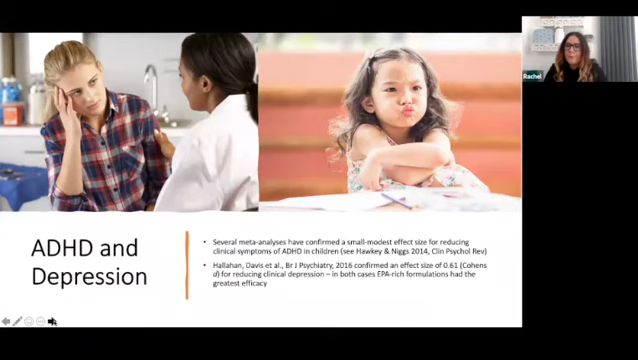 Rachel
ADHD and
Depression
• Several meta-analyses have confirmed a small-modest effect size for reducing
clinical symptoms of ADHD in children (see Hawkey & Niggs 2014, Clin Psychol Rev)
• Hallahan, Davis et al., Br J Psychiatry, 2016 confirmed an effect size of 0.61 (Cohens
d) for reducing clinical depression – in both cases EPA-rich formulations had the
greatest efficacy